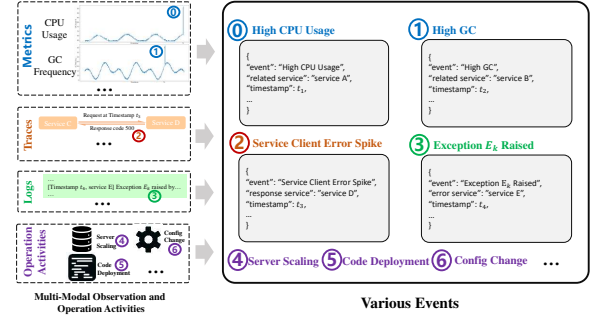 Metrics
CPU
Usage
0
GC
Frequency
1
...
Traces
Service C
Request at Timestamp t3
Response code 500
Service D
2
...
Logs
...
[Timestamp t4, service E] Exception Ek raised by...
...
3
...
Operation
Activities
Server
Scaling
4
Config
Change
6
Code
Deployment
5
...
Multi-Modal Observation and
Operation Activities
0 High CPU Usage
{
"event": "High CPU Usage",
"related service": "service A",
"timestamp": t1,
...
}
1 High GC
{
"event": "High GC",
"related service": "service B",
"timestamp": t2,
...
}
2 Service Client Error Spike
{
"event": "Service Client Error Spike",
"response service": "service D",
"timestamp": t3,
...
}
3 Exception Ek Raised
{
"event": "Exception Ek Raised",
"error service": "service E",
"timestamp": t4,
...
}
4 Server Scaling 5 Code Deployment 6 Config Change ...
Various Events